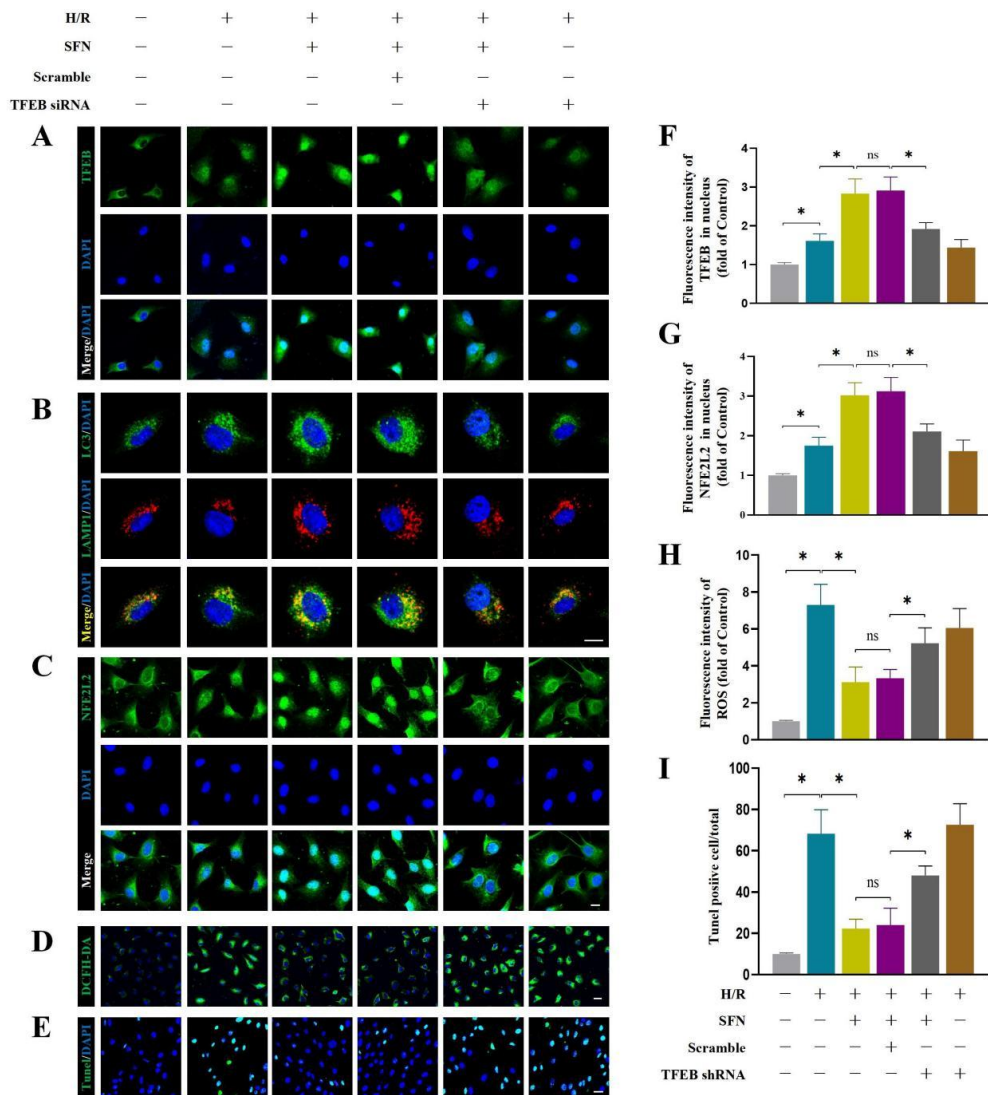 H/R − + + + + +
SFN − − + + + −
Scramble − − − + − −
TFEB siRNA − − − − + +
A
TFEB
DAPI
Merge/DAPI
B
LC3/DAPI
LAMP1/DAPI
Merge/DAPI
C
NFE2L2
DAPI
Merge
D
DCFH-DA
E
Tunel/DAPI
F
Fluorescence intensity of
TFEB in nucleus
(fold of Control)
4
3
2
1
0
* * ns *
G
Fluorescence intensity of
NFE2L2 in nucleus
(fold of Control)
4
3
2
1
0
* * ns *
H
Fluorescence intensity of
ROS (fold of Control)
10
8
6
4
2
0
* * ns *
I
Tunel posiive cell/total
100
80
60
40
20
0
* * ns *
H/R − + + + + +
SFN − − + + + −
Scramble − − − + − −
TFEB shRNA − − − − + +